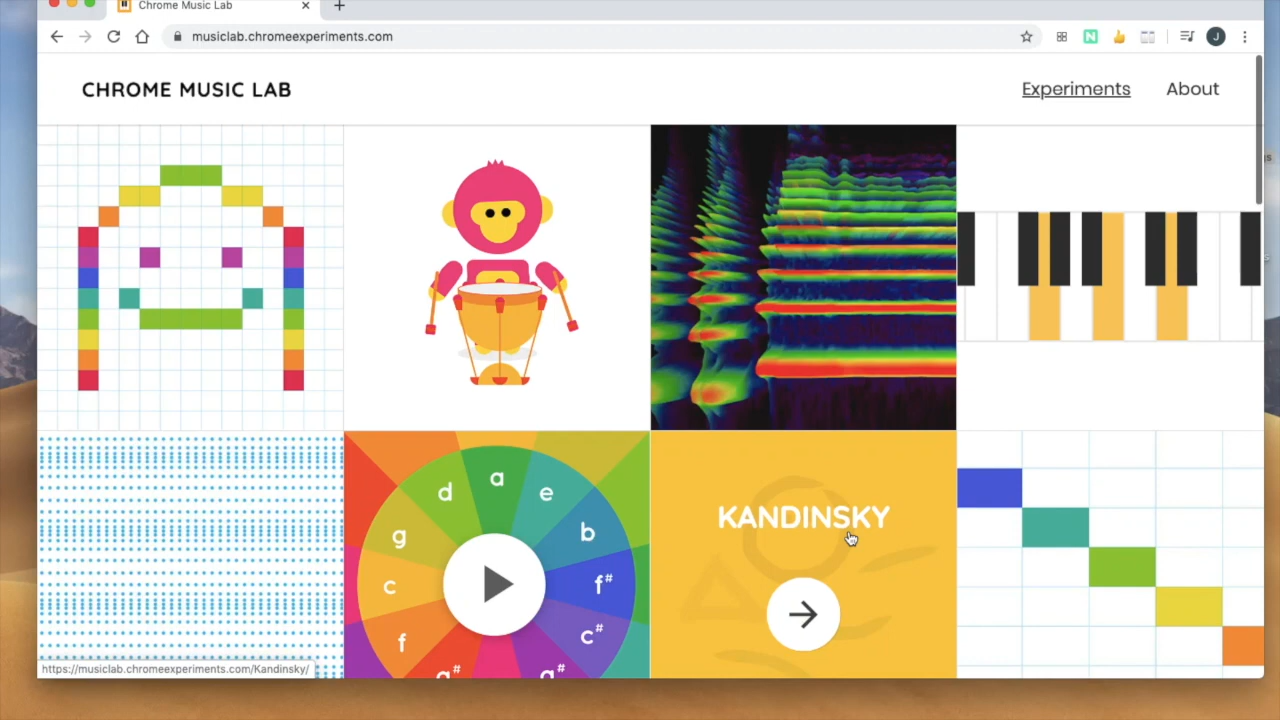 Chrome Music Lab
musiclab.chromeexperiments.com
N
J
CHROME MUSIC LAB
Experiments
About
d
a
e
g
b
c
f#
f
c#
KANDINSKY
https://musiclab.chromeexperiments.com/Kandinsky/